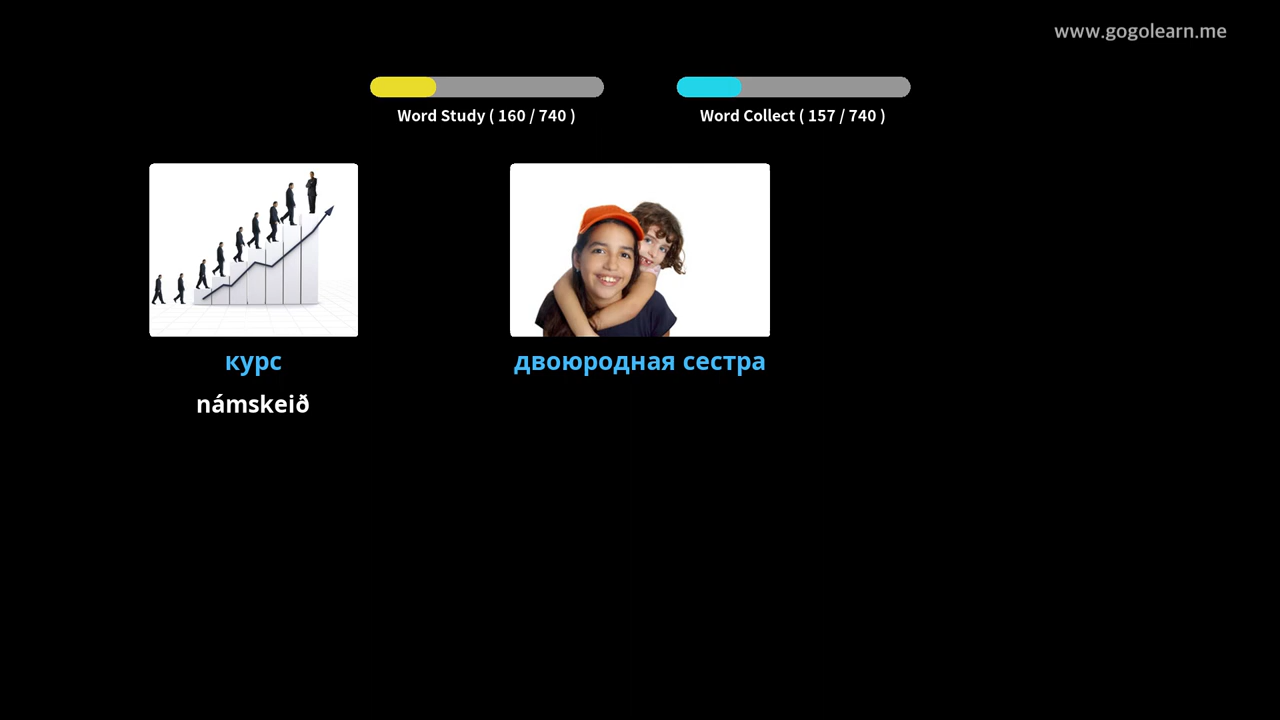 www.gogolearn.me
Word Study ( 160 / 740 )
Word Collect ( 157 / 740 )
курс
двоюродная сестра
námskeið